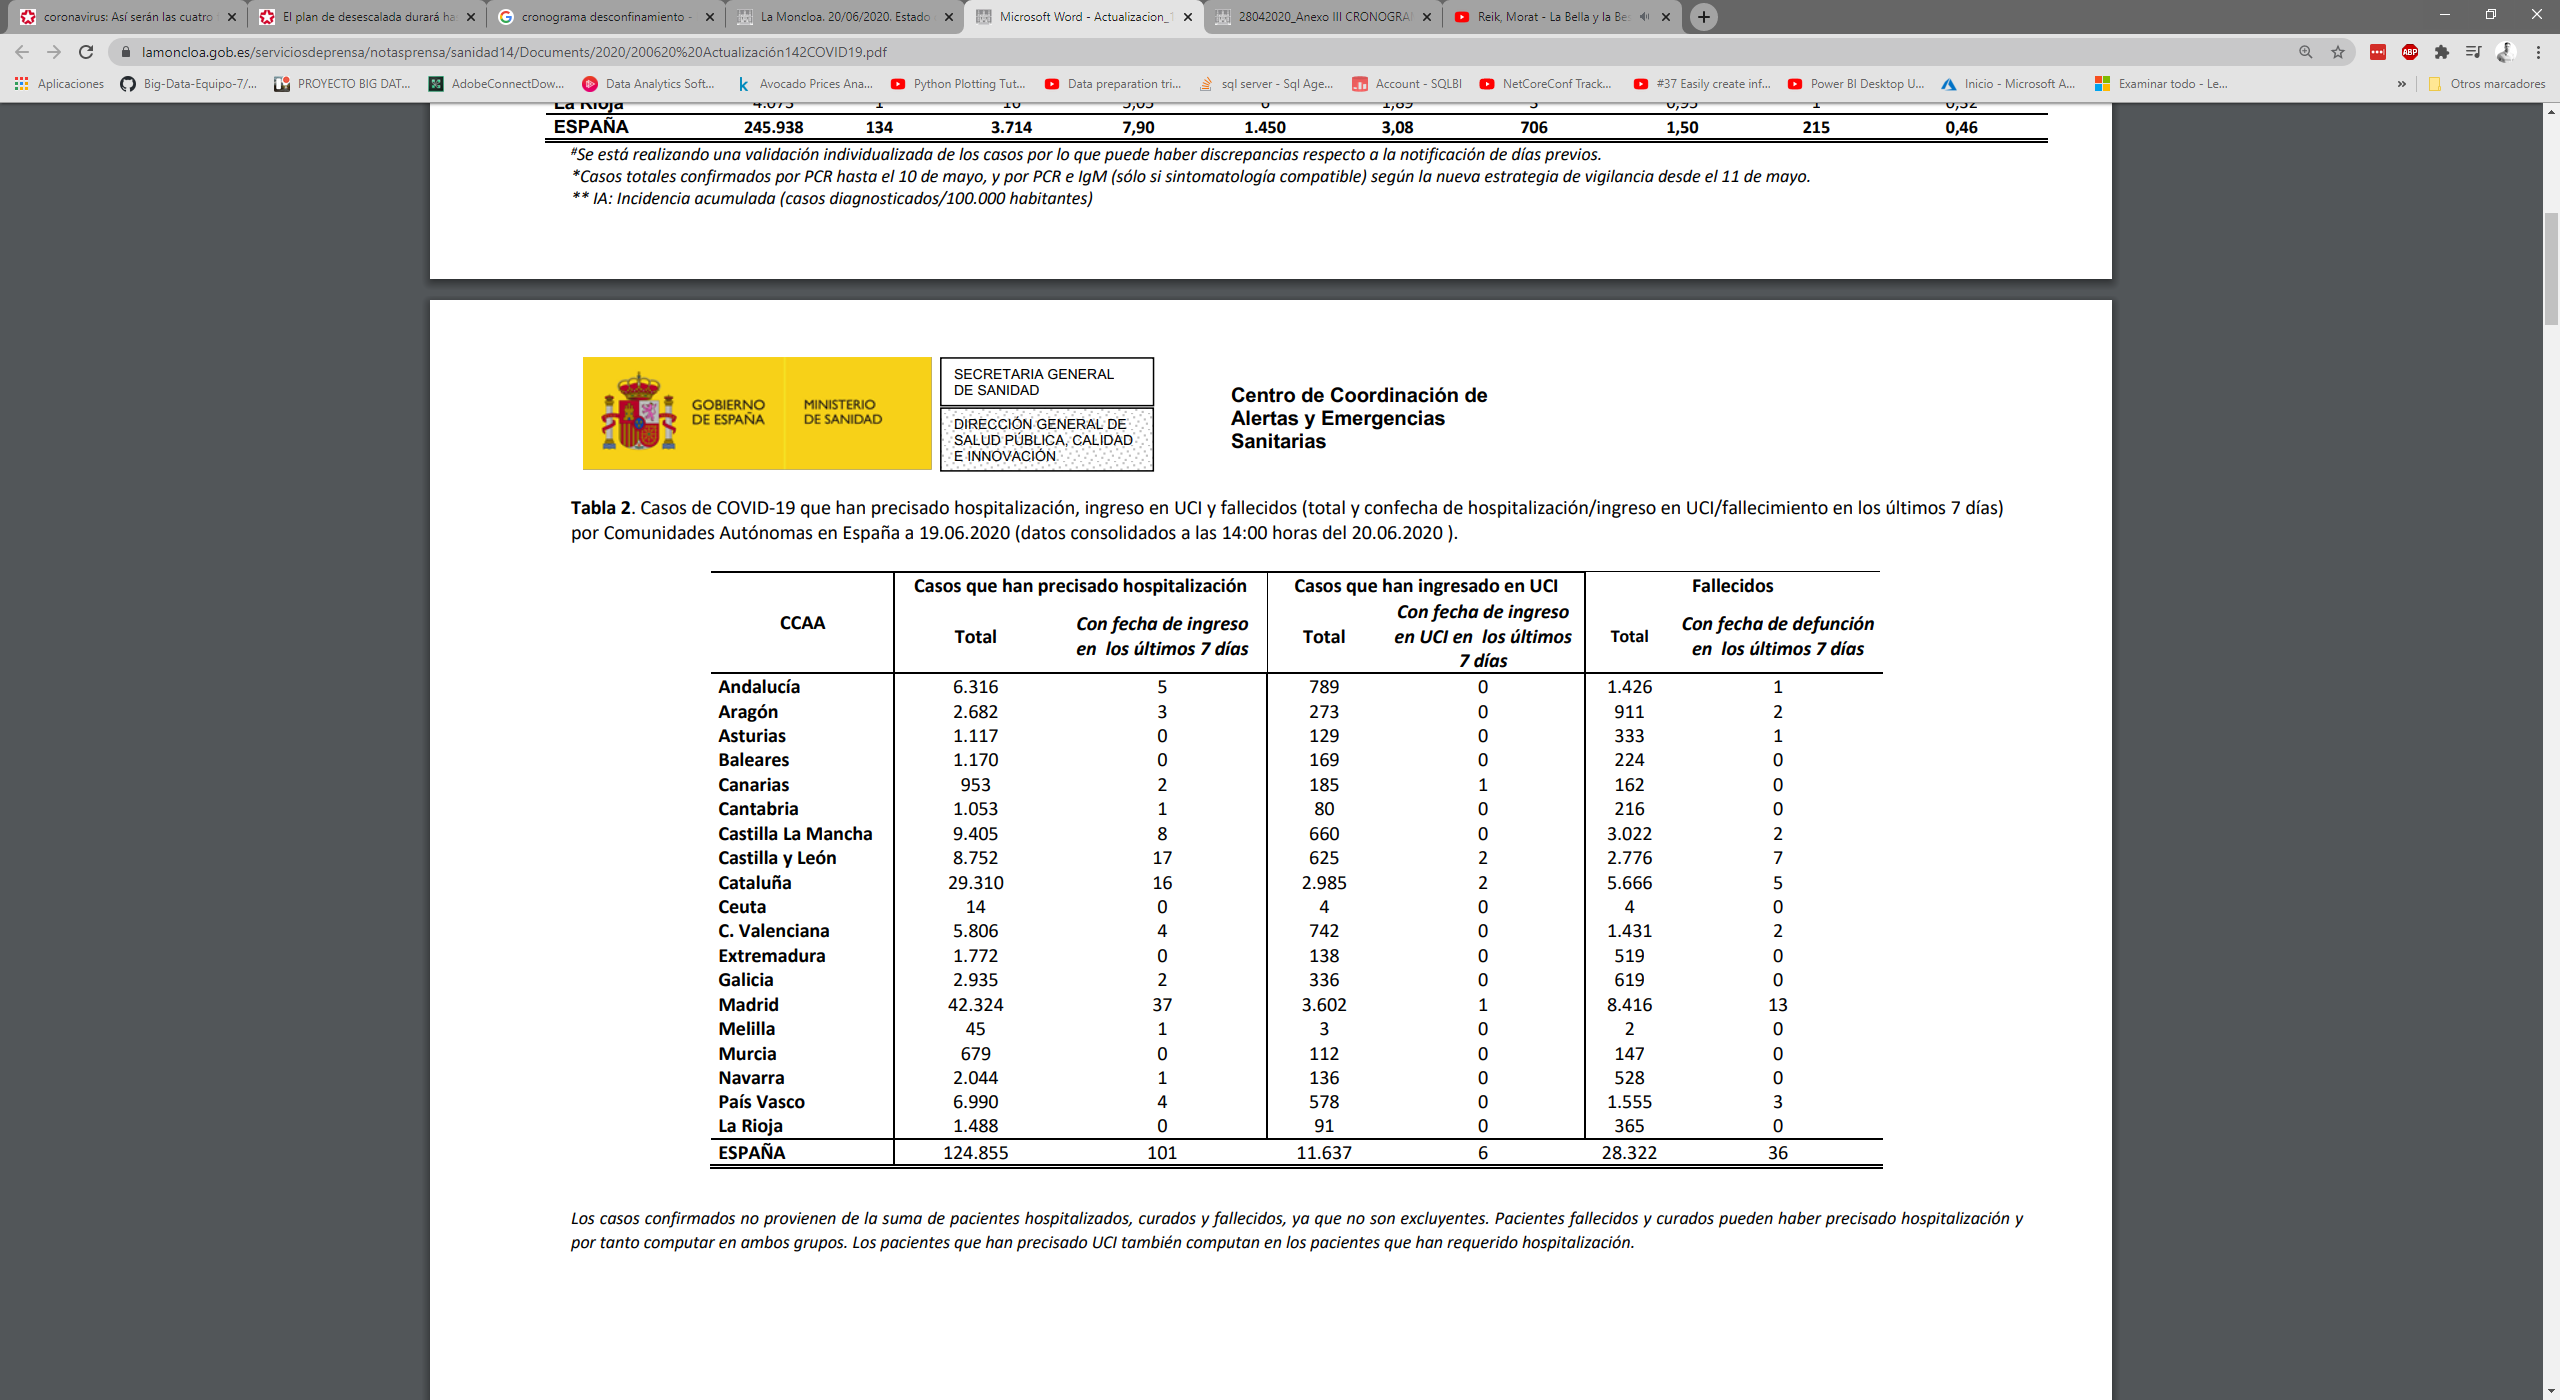 coronavirus: Así serán las cuatro
El plan de desescalada durará ha
cronograma desconfinamiento -
La Moncloa. 20/06/2020. Estado
Microsoft Word - Actualizacion_1
28042020_Anexo III CRONOGRA
Reik, Morat - La Bella y la Bes
lamoncloa.gob.es/serviciosdeprensa/notasprensa/sanidad14/Documents/2020/200620%20Actualización142COVID19.pdf
ABP
Aplicaciones Big-Data-Equipo-7/... PROYECTO BIG DAT... AdobeConnectDow... Data Analytics Soft... Avocado Prices Ana... Python Plotting Tut... Data preparation tri... sql server - Sql Age... Account - SQLBI NetCoreConf Track... #37 Easily create inf... Power BI Desktop U... Inicio - Microsoft A... Examinar todo - Le... » Otros marcadores
La Rioja 4.073 1 16 5,05 6 1,89 3 0,95 1 0,32
ESPAÑA 245.938 134 3.714 7,90 1.450 3,08 706 1,50 215 0,46
#Se está realizando una validación individualizada de los casos por lo que puede haber discrepancias respecto a la notificación de días previos.
*Casos totales confirmados por PCR hasta el 10 de mayo, y por PCR e IgM (sólo si sintomatología compatible) según la nueva estrategia de vigilancia desde el 11 de mayo.
** IA: Incidencia acumulada (casos diagnosticados/100.000 habitantes)
GOBIERNO
DE ESPAÑA
MINISTERIO
DE SANIDAD
SECRETARIA GENERAL
DE SANIDAD
DIRECCIÓN GENERAL DE
SALUD PÚBLICA, CALIDAD
E INNOVACIÓN
Centro de Coordinación de
Alertas y Emergencias
Sanitarias
Tabla 2. Casos de COVID-19 que han precisado hospitalización, ingreso en UCI y fallecidos (total y confecha de hospitalización/ingreso en UCI/fallecimiento en los últimos 7 días)
por Comunidades Autónomas en España a 19.06.2020 (datos consolidados a las 14:00 horas del 20.06.2020 ).
CCAA
Casos que han precisado hospitalización
Total
Con fecha de ingreso
en los últimos 7 días
Casos que han ingresado en UCI
Total
Con fecha de ingreso
en UCI en los últimos
7 días
Fallecidos
Total
Con fecha de defunción
en los últimos 7 días
Andalucía 6.316 5 789 0 1.426 1
Aragón 2.682 3 273 0 911 2
Asturias 1.117 0 129 0 333 1
Baleares 1.170 0 169 0 224 0
Canarias 953 2 185 1 162 0
Cantabria 1.053 1 80 0 216 0
Castilla La Mancha 9.405 8 660 0 3.022 2
Castilla y León 8.752 17 625 2 2.776 7
Cataluña 29.310 16 2.985 2 5.666 5
Ceuta 14 0 4 0 4 0
C. Valenciana 5.806 4 742 0 1.431 2
Extremadura 1.772 0 138 0 519 0
Galicia 2.935 2 336 0 619 0
Madrid 42.324 37 3.602 1 8.416 13
Melilla 45 1 3 0 2 0
Murcia 679 0 112 0 147 0
Navarra 2.044 1 136 0 528 0
País Vasco 6.990 4 578 0 1.555 3
La Rioja 1.488 0 91 0 365 0
ESPAÑA 124.855 101 11.637 6 28.322 36
Los casos confirmados no provienen de la suma de pacientes hospitalizados, curados y fallecidos, ya que no son excluyentes. Pacientes fallecidos y curados pueden haber precisado hospitalización y
por tanto computar en ambos grupos. Los pacientes que han precisado UCI también computan en los pacientes que han requerido hospitalización.